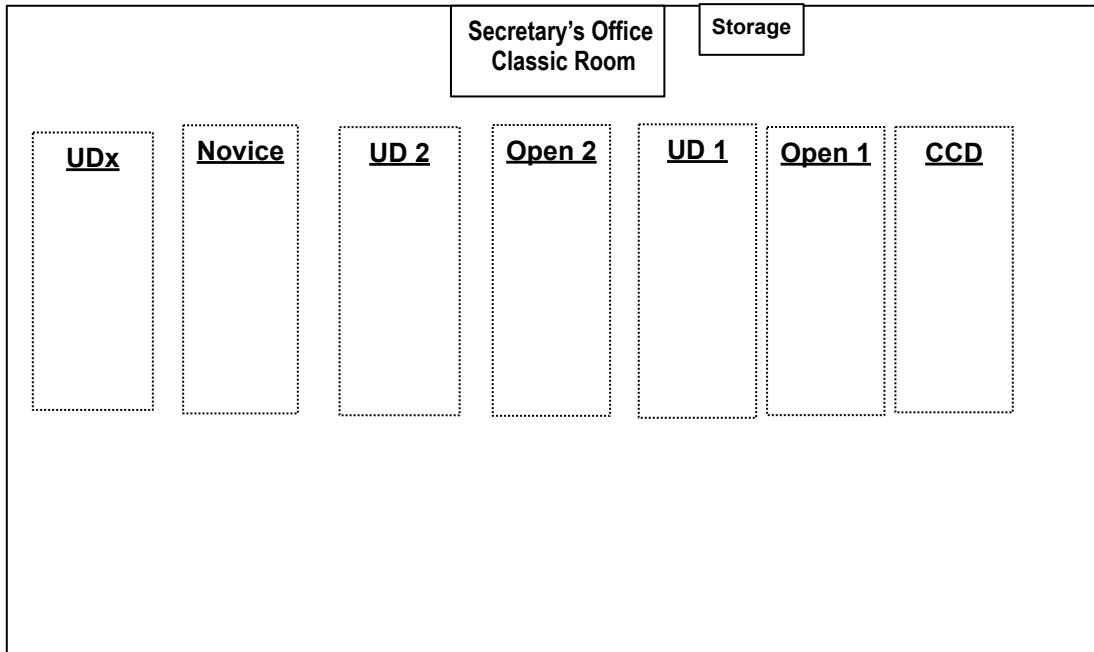 Secretary’s Office
Classic Room
Storage
UDx
Novice
UD 2
Open 2
UD 1
Open 1
CCD